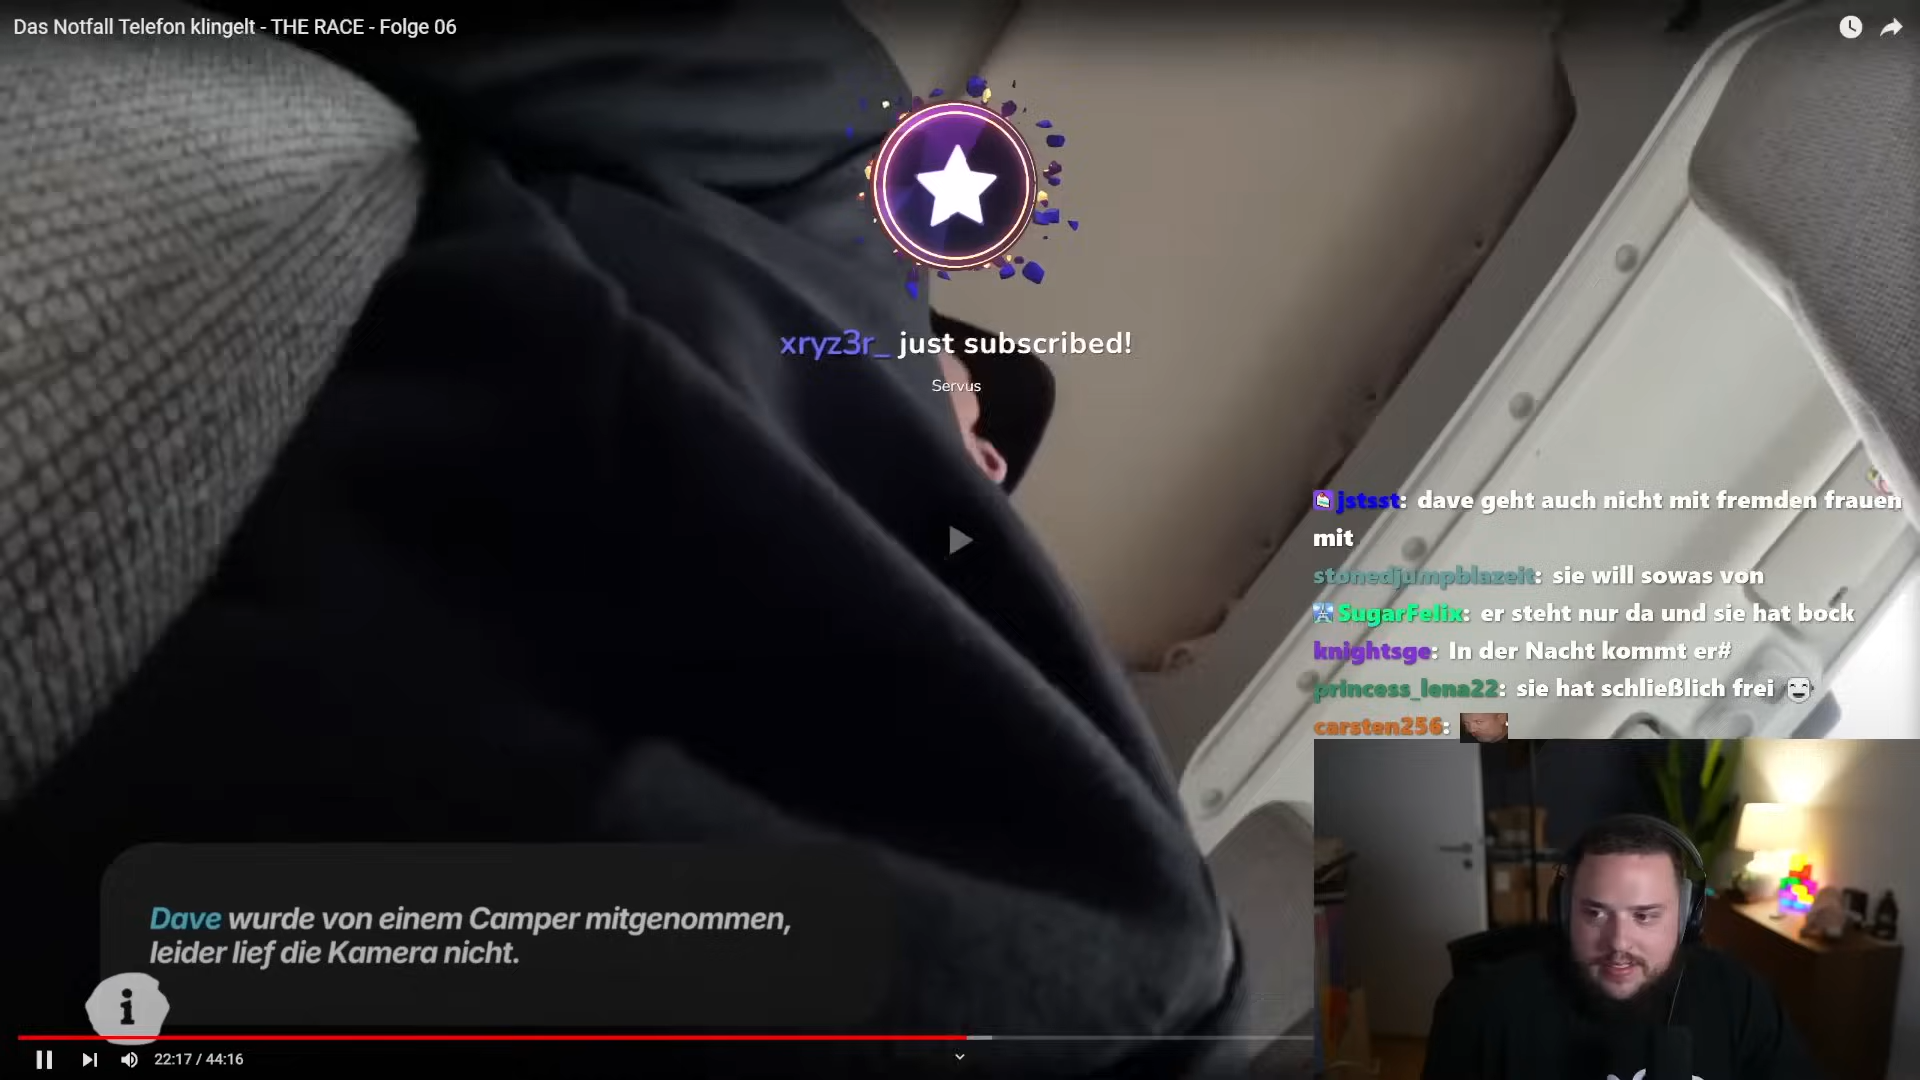 Das Notfall Telefon klingelt - THE RACE - Folge 06
xryz3r_ just subscribed!
Servus
jstsst: dave geht auch nicht mit fremden frauen
mit
stonedjumpblazeit: sie will sowas von
SugarFelix: er steht nur da und sie hat bock
knightsge: In der Nacht kommt er#
princess_lena22: sie hat schließlich frei
carsten256:
Dave wurde von einem Camper mitgenommen,
leider lief die Kamera nicht.
i
22:17 / 44:16